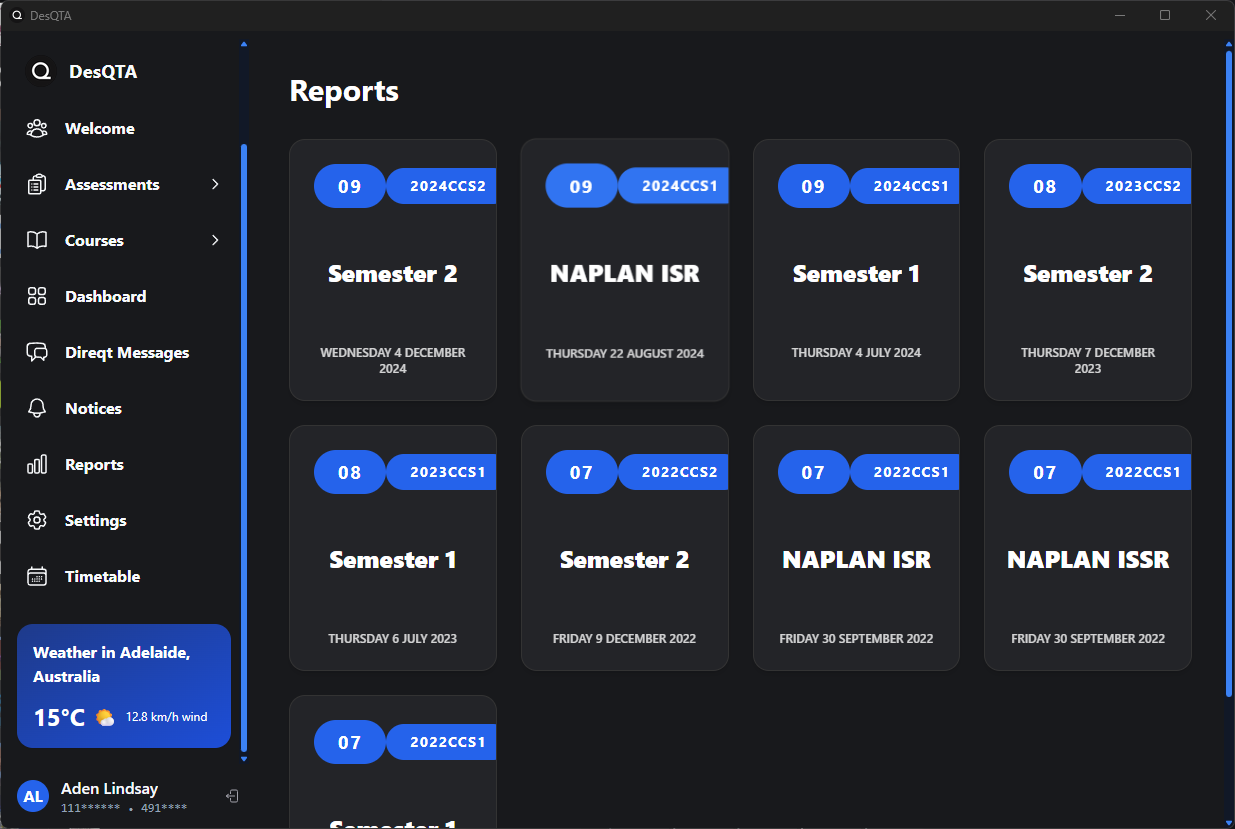 DesQTA
DesQTA
Welcome
Assessments
Courses
Dashboard
Direqt Messages
Notices
Reports
Settings
Timetable
Weather in Adelaide,
Australia
15°C 12.8 km/h wind
AL
Aden Lindsay
111****** • 491****
Reports
09 2024CCS2
Semester 2
WEDNESDAY 4 DECEMBER
2024
09 2024CCS1
NAPLAN ISR
THURSDAY 22 AUGUST 2024
09 2024CCS1
Semester 1
THURSDAY 4 JULY 2024
08 2023CCS2
Semester 2
THURSDAY 7 DECEMBER
2023
08 2023CCS1
Semester 1
THURSDAY 6 JULY 2023
07 2022CCS2
Semester 2
FRIDAY 9 DECEMBER 2022
07 2022CCS1
NAPLAN ISR
FRIDAY 30 SEPTEMBER 2022
07 2022CCS1
NAPLAN ISSR
FRIDAY 30 SEPTEMBER 2022
07 2022CCS1
Semester 1